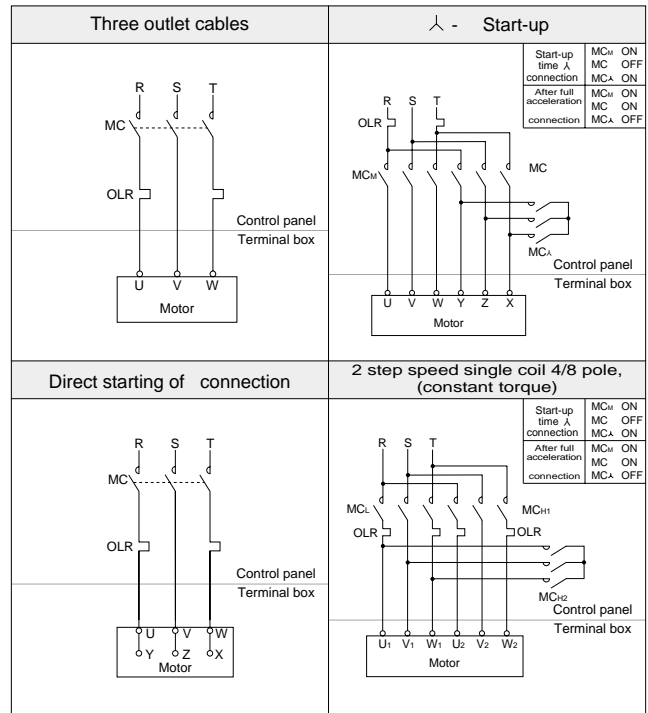 Three outlet cables
R S T
MC
OLR
Control panel
Terminal box
U V W
Motor
⅄ - Start-up
Start-up
time ⅄
connection
MCM ON
MC OFF
MC⅄ ON
After full
acceleration
connection
MCM ON
MC ON
MC⅄ OFF
R S T
OLR
MCM
MC
MC⅄
Control panel
Terminal box
U V W Y Z X
Motor
Direct starting of connection
R S T
MC
OLR
Control panel
Terminal box
U V W
Y Z X
Motor
2 step speed single coil 4/8 pole,
(constant torque)
Start-up
time ⅄
connection
MCM ON
MC OFF
MC⅄ ON
After full
acceleration
connection
MCM ON
MC ON
MC⅄ OFF
R S T
MCL
MCH1
OLR
OLR
MCH2
Control panel
Terminal box
U1 V1 W1 U2 V2 W2
Motor